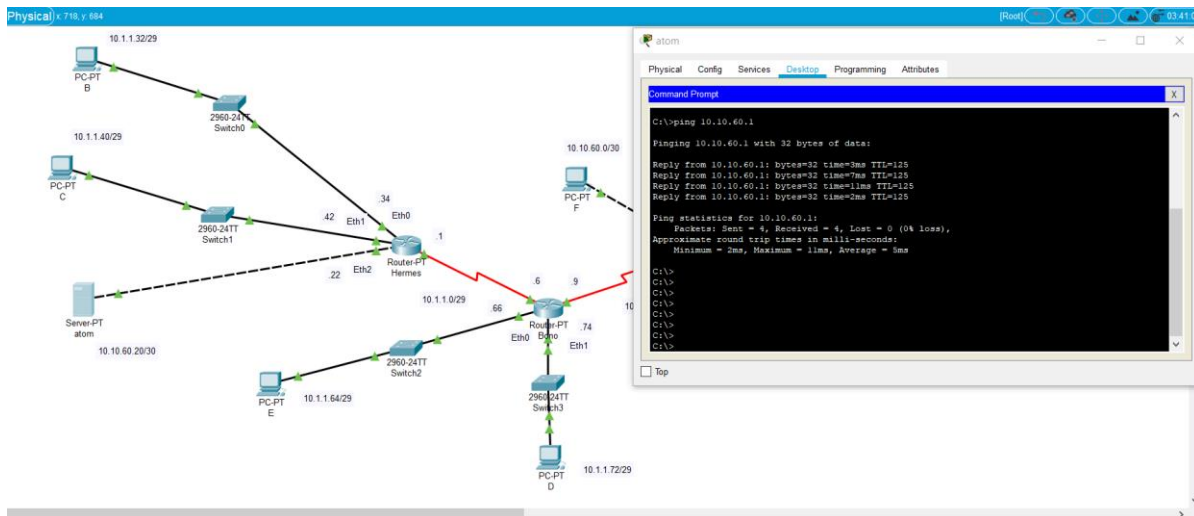 Physical x: 718, y: 684
[Root]
03:41:0
10.1.1.32/29
PC-PT
B
2960-24TT
Switch0
10.1.1.40/29
PC-PT
C
2960-24TT
Switch1
.34
.42
Eth1
Eth0
.1
Router-PT
Hermes
Eth2
.22
Server-PT
atom
10.10.60.20/30
10.1.1.0/29
.6
.9
10
.66
Router-PT
Bono
.74
Eth0
Eth1
2960-24TT
Switch2
PC-PT
E
10.1.1.64/29
2960-24TT
Switch3
PC-PT
D
10.1.1.72/29
10.10.60.0/30
PC-PT
F
atom
Physical Config Services Desktop Programming Attributes
Command Prompt
X
C:\>ping 10.10.60.1
Pinging 10.10.60.1 with 32 bytes of data:
Reply from 10.10.60.1: bytes=32 time=3ms TTL=125
Reply from 10.10.60.1: bytes=32 time=7ms TTL=125
Reply from 10.10.60.1: bytes=32 time=11ms TTL=125
Reply from 10.10.60.1: bytes=32 time=2ms TTL=125
Ping statistics for 10.10.60.1:
Packets: Sent = 4, Received = 4, Lost = 0 (0% loss),
Approximate round trip times in milli-seconds:
Minimum = 2ms, Maximum = 11ms, Average = 5ms
C:\>
C:\>
C:\>
C:\>
C:\>
C:\>
C:\>
C:\>
Top